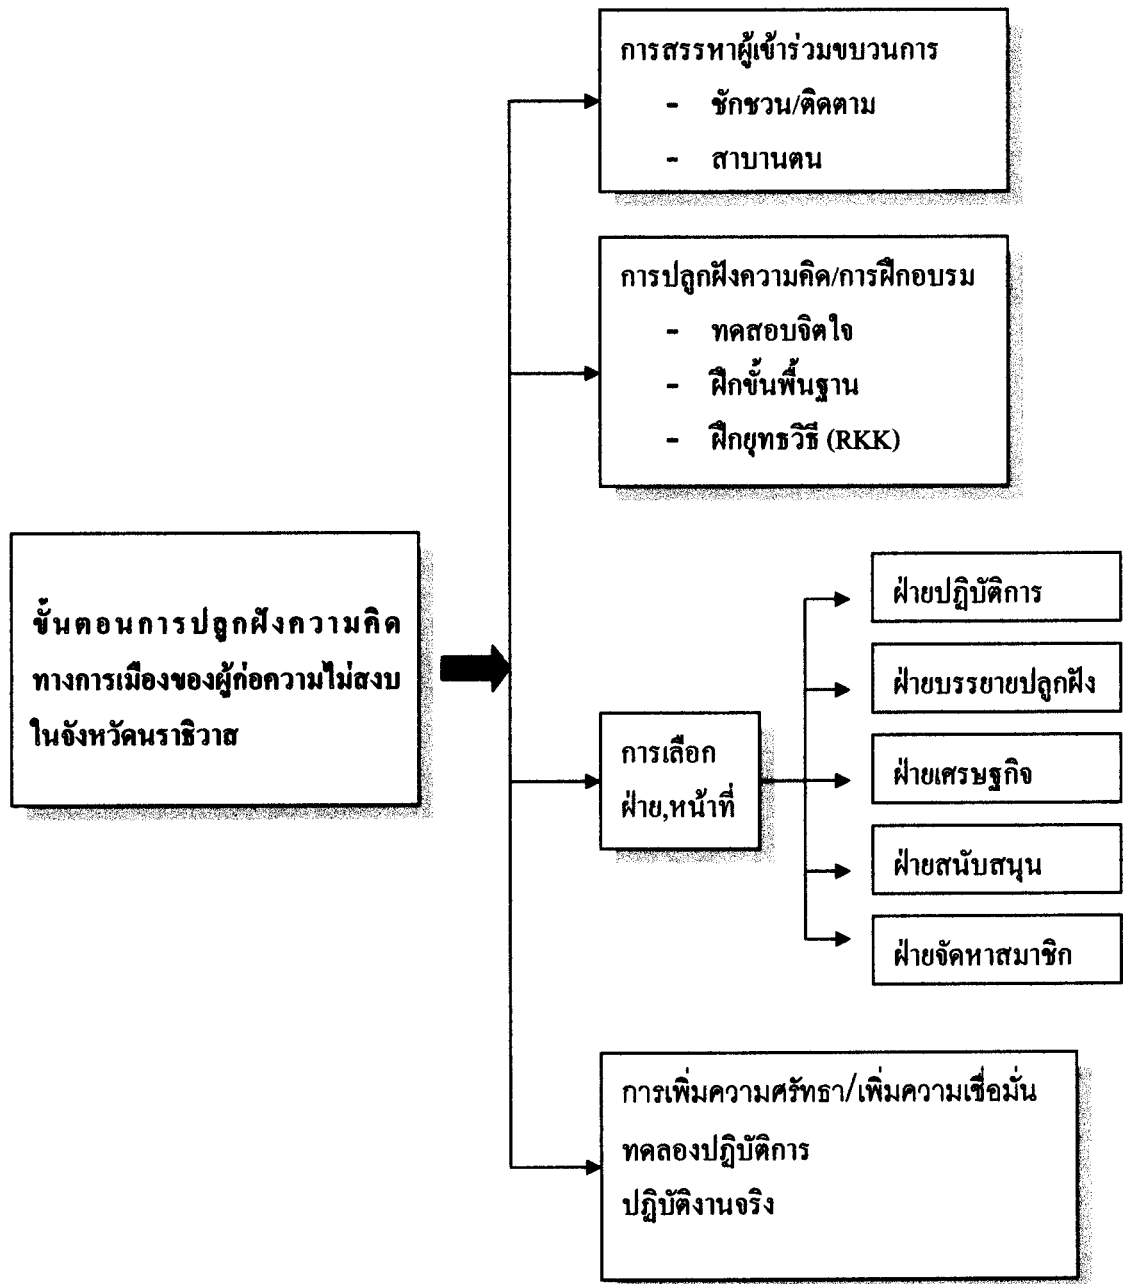 การสรรหาผู้เข้าร่วมขบวนการ
- ชักชวน/ติดตาม
- สาบานตน
การปลูกฝังความคิด/การฝึกอบรม
- ทดสอบจิตใจ
- ฝึกขั้นพื้นฐาน
- ฝึกยุทธวิธี (RKK)
ขั้นตอนการปลูกฝังความคิด
ทางการเมืองของผู้ก่อความไม่สงบ
ในจังหวัดนราธิวาส
การเลือก
ฝ่าย,หน้าที่
ฝ่ายปฏิบัติการ
ฝ่ายบรรยายปลูกฝัง
ฝ่ายเศรษฐกิจ
ฝ่ายสนับสนุน
ฝ่ายจัดหาสมาชิก
การเพิ่มความศรัทธา/เพิ่มความเชื่อมั่น
ทดลองปฏิบัติการ
ปฏิบัติงานจริง